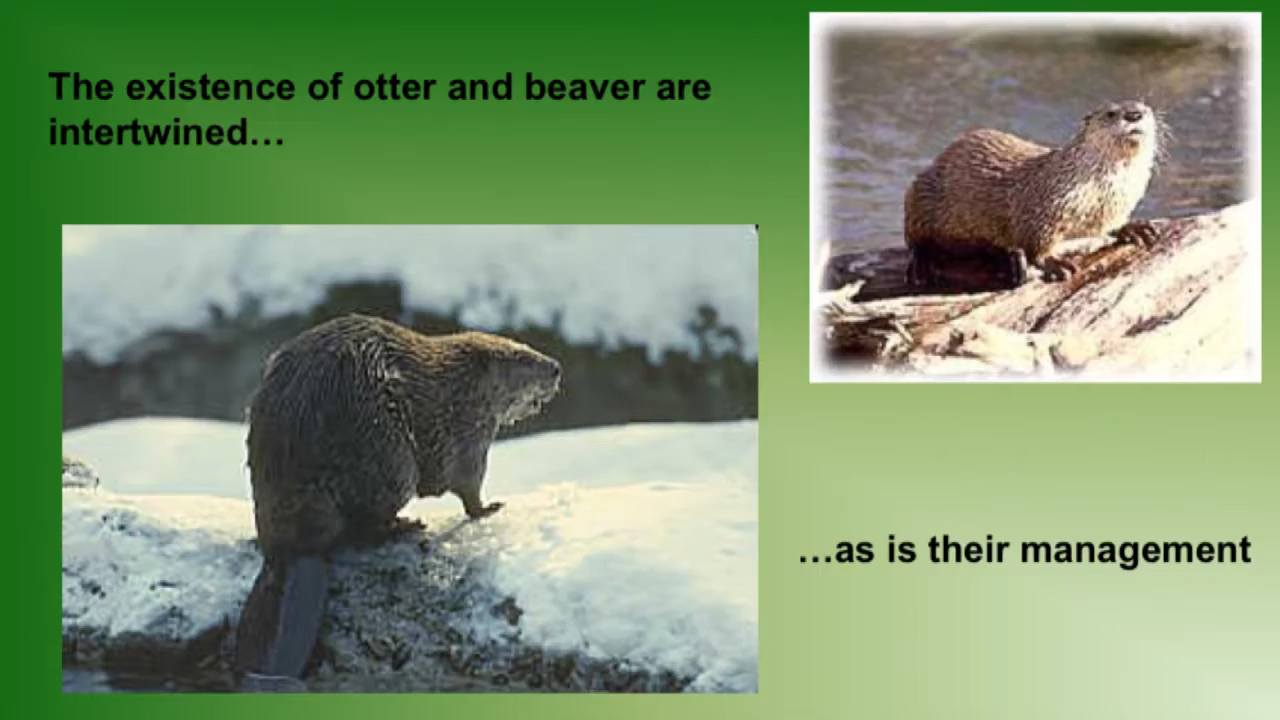 The existence of otter and beaver are
intertwined…
…as is their management